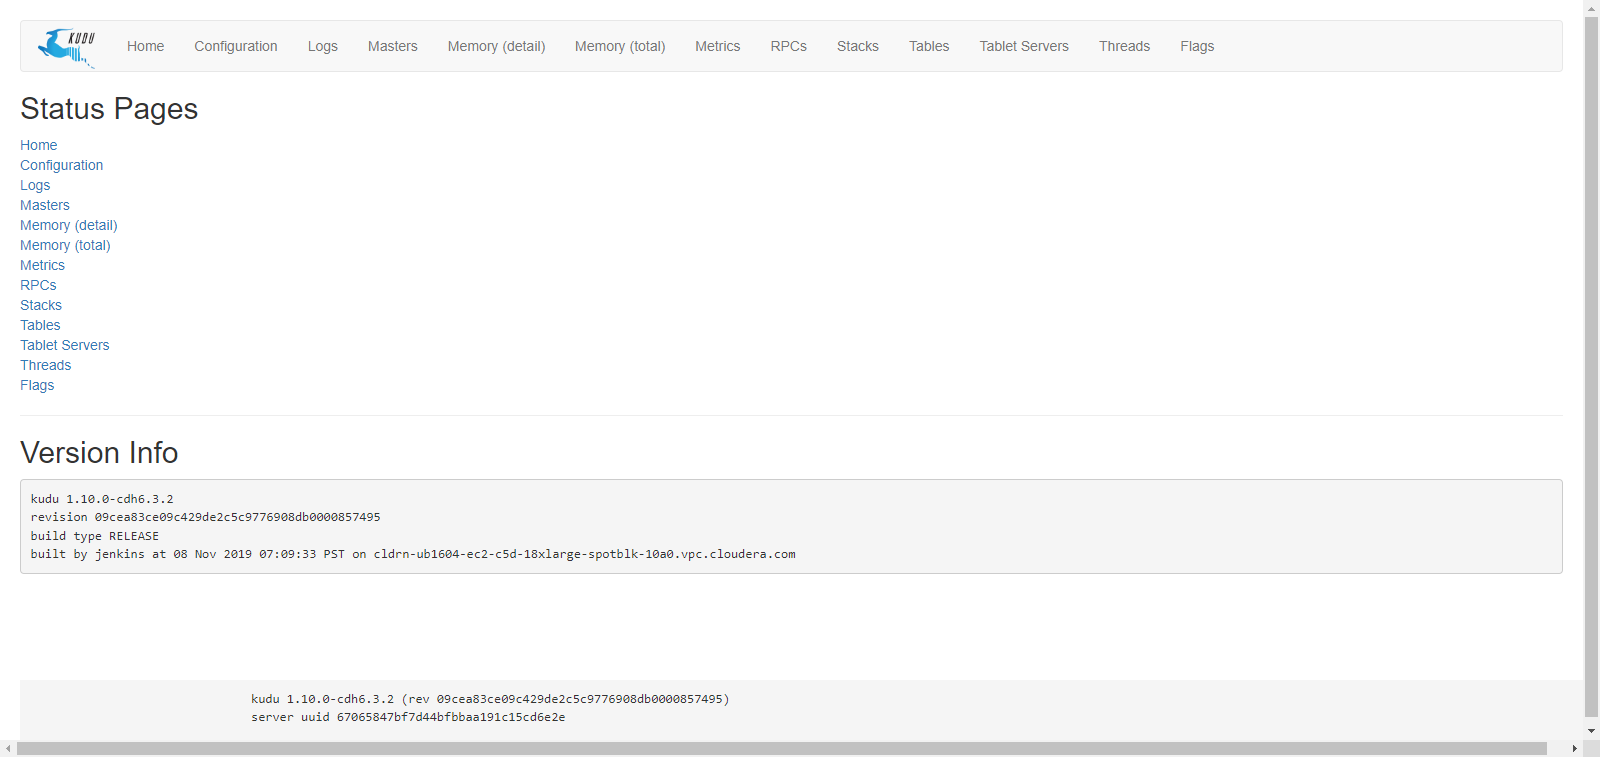 KUDU Home Configuration Logs Masters Memory (detail) Memory (total) Metrics RPCs Stacks Tables Tablet Servers Threads Flags
Status Pages
Home
Configuration
Logs
Masters
Memory (detail)
Memory (total)
Metrics
RPCs
Stacks
Tables
Tablet Servers
Threads
Flags
Version Info
kudu 1.10.0-cdh6.3.2
revision 09cea83ce09c429de2c5c9776908db0000857495
build type RELEASE
built by jenkins at 08 Nov 2019 07:09:33 PST on cldrn-ub1604-ec2-c5d-18xlarge-spotblk-10a0.vpc.cloudera.com
kudu 1.10.0-cdh6.3.2 (rev 09cea83ce09c429de2c5c9776908db0000857495)
server uuid 67065847bf7d44bfbbaa191c15cd6e2e